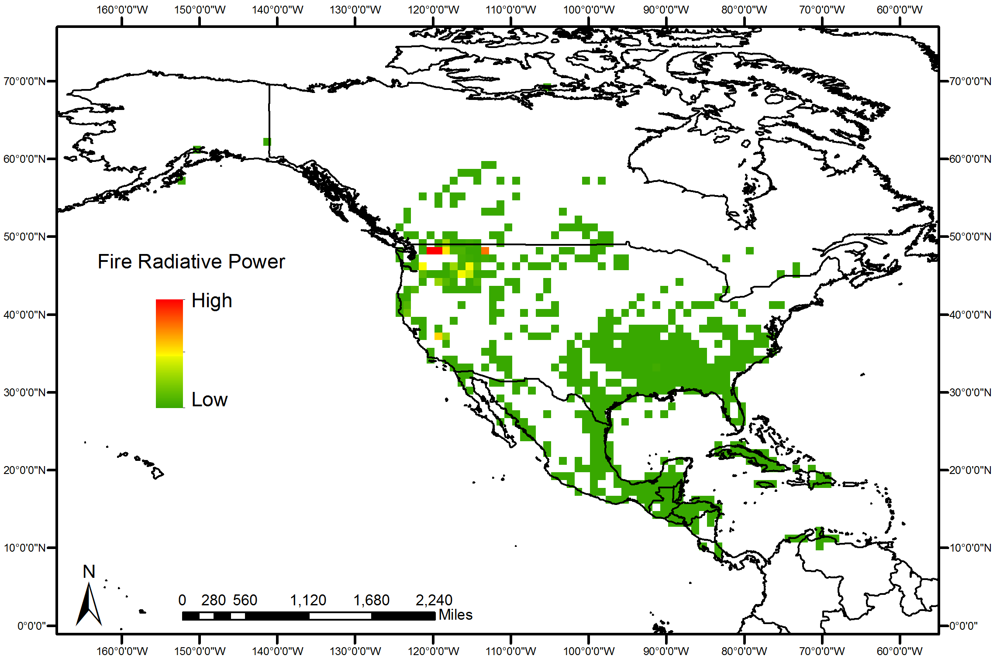 160°0'0"W 150°0'0"W 140°0'0"W 130°0'0"W 120°0'0"W 110°0'0"W 100°0'0"W 90°0'0"W 80°0'0"W 70°0'0"W 60°0'0"W
70°0'0"N 70°0'0"N
60°0'0"N 60°0'0"N
50°0'0"N 50°0'0"N
Fire Radiative Power
High
40°0'0"N 40°0'0"N
Low
30°0'0"N 30°0'0"N
20°0'0"N 20°0'0"N
10°0'0"N 10°0'0"N
N
0 280 560 1,120 1,680 2,240
Miles
0°0'0" 0°0'0"
160°0'0"W 150°0'0"W 140°0'0"W 130°0'0"W 120°0'0"W 110°0'0"W 100°0'0"W 90°0'0"W 80°0'0"W 70°0'0"W 60°0'0"W